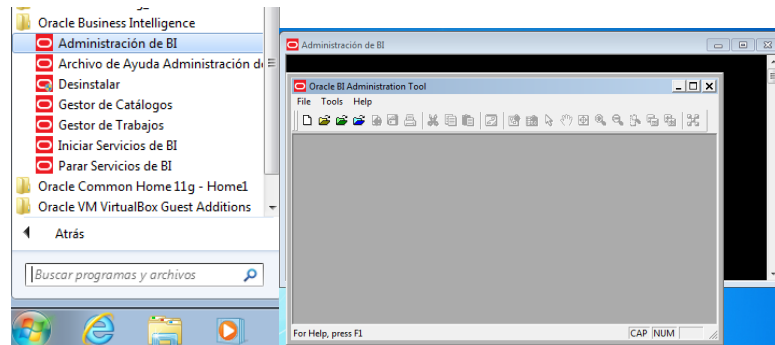 Oracle Business Intelligence
Administración de BI
Archivo de Ayuda Administración d
Desinstalar
Gestor de Catálogos
Gestor de Trabajos
Iniciar Servicios de BI
Parar Servicios de BI
Oracle Common Home 11g - Home1
Oracle VM VirtualBox Guest Additions
Atrás
Buscar programas y archivos
Administración de BI
Oracle BI Administration Tool
File Tools Help
For Help, press F1
CAP NUM